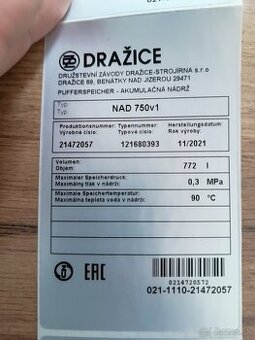 DRAŽICE
DRUŽSTEVNÍ ZÁVODY DRAŽICE-STROJÍRNA s.r.o
DRAŽICE 69, BENÁTKY NAD JIZEROU 29471
PUFFERSPEICHER - AKUMULAČNÁ NÁDRŽ
Typ
Typ NAD 750v1
Produktionsnummer: Typennummer: Herstellungsdatum:
Výrobné číslo: Typové číslo: Rok výroby
21472057 121680393 11/2021
Volumen:
Objem: 772 l
Maximaler Speicherdruck:
Maximálny tlak v nádrži: 0,3 MPa
Maximale Speichertemperatur:
Maximálna teplota vody v nádrži: 90 °C
EAC
0214720572
021-1110-21472057